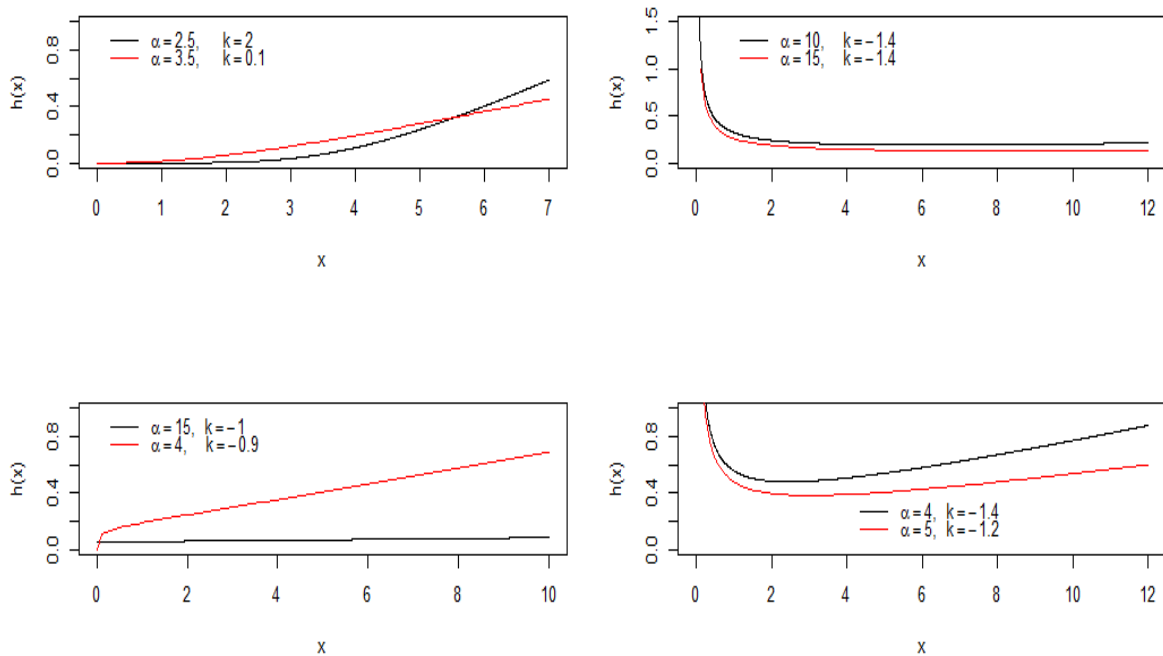 α=2.5, k=2
α=3.5, k=0.1
h(x)
0.0 0.4 0.8
0 1 2 3 4 5 6 7
x
α=10, k=−1.4
α=15, k=−1.4
h(x)
0.0 0.5 1.0 1.5
0 2 4 6 8 10 12
x
α=15, k=−1
α=4, k=−0.9
h(x)
0.0 0.4 0.8
0 2 4 6 8 10
x
α=4, k=−1.4
α=5, k=−1.2
h(x)
0.0 0.4 0.8
0 2 4 6 8 10 12
x